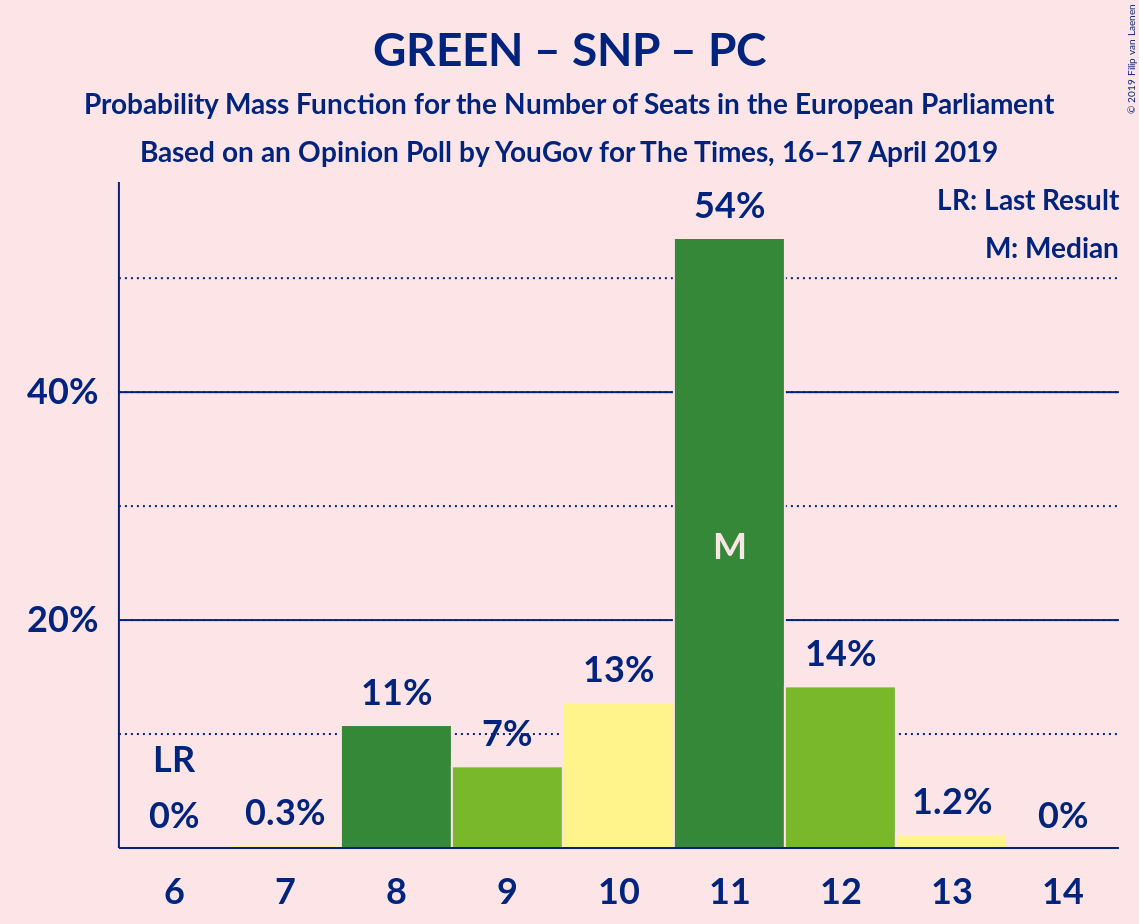 GREEN – SNP – PC
Probability Mass Function for the Number of Seats in the European Parliament
Based on an Opinion Poll by YouGov for The Times, 16–17 April 2019
© 2019 Filip van Laenen
LR: Last Result
M: Median
54%
40%
M
20%
14%
13%
11%
7%
LR
1.2%
0.3%
0%
0%
6 7 8 9 10 11 12 13 14